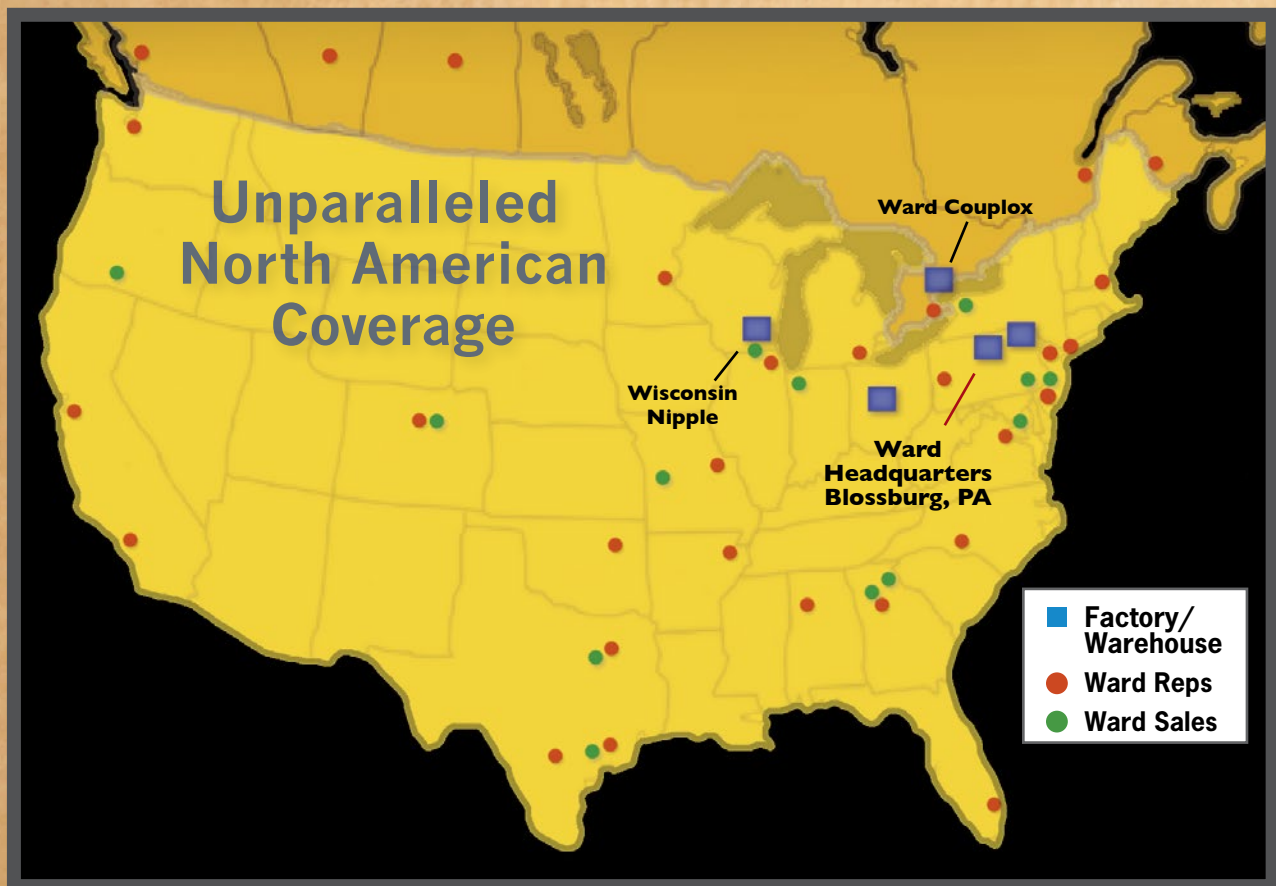 Unparalleled
North American
Coverage
Ward Couplox
Wisconsin
Nipple
Ward
Headquarters
Blossburg, PA
Factory/
Warehouse
Ward Reps
Ward Sales